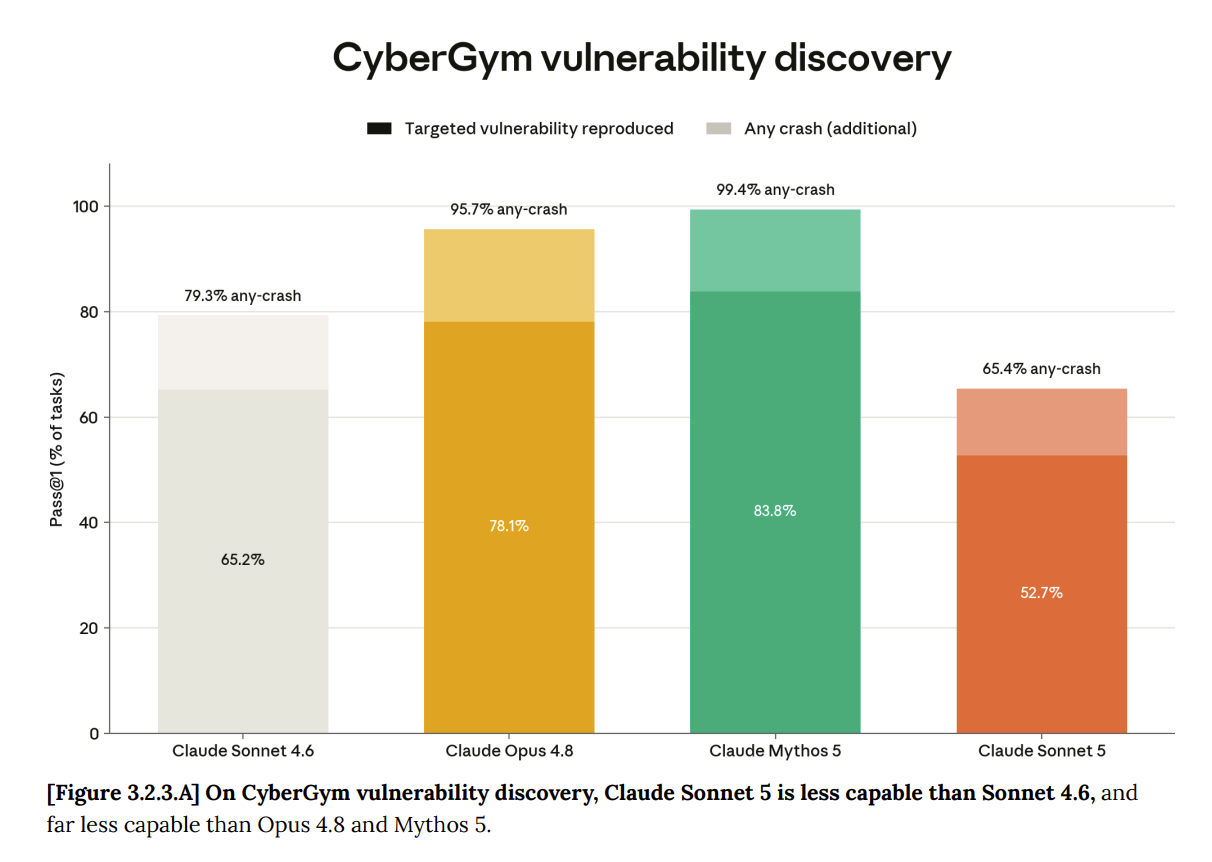 CyberGym vulnerability discovery
Targeted vulnerability reproduced
Any crash (additional)
Pass@1 (% of tasks)
100
80
60
40
20
0
79.3% any-crash
65.2%
95.7% any-crash
78.1%
99.4% any-crash
83.8%
65.4% any-crash
52.7%
Claude Sonnet 4.6
Claude Opus 4.8
Claude Mythos 5
Claude Sonnet 5
[Figure 3.2.3.A] On CyberGym vulnerability discovery, Claude Sonnet 5 is less capable than Sonnet 4.6, and
far less capable than Opus 4.8 and Mythos 5.